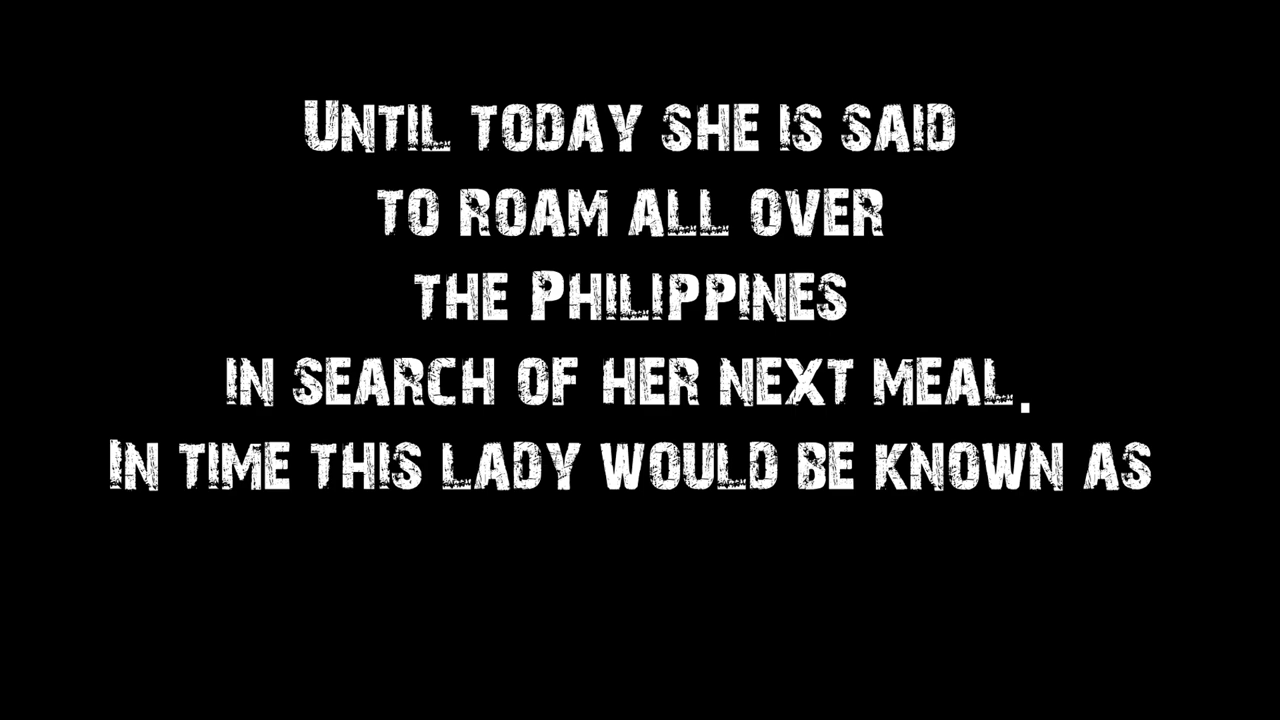 Until today she is said
to roam all over
the Philippines
in search of her next meal.
In time this lady would be known as